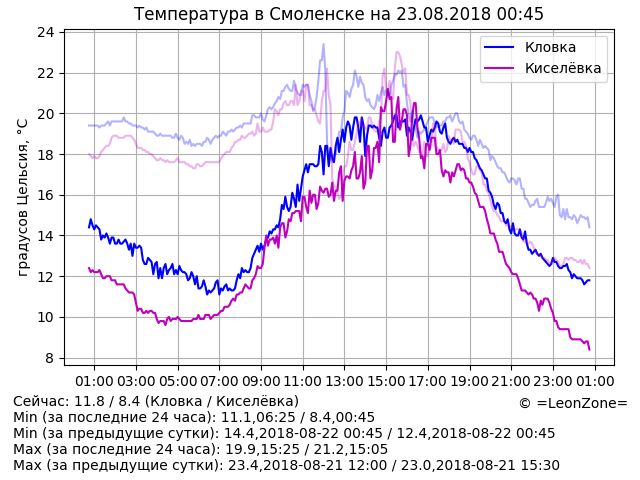 Температура в Смоленске на 23.08.2018 00:45
24
22
20
18
16
14
12
10
8
градусов Цельсия, °C
Кловка
Киселёвка
01:00 03:00 05:00 07:00 09:00 11:00 13:00 15:00 17:00 19:00 21:00 23:00 01:00
Сейчас: 11.8 / 8.4 (Кловка / Киселёвка)
© =LeonZone=
Min (за последние 24 часа): 11.1,06:25 / 8.4,00:45
Min (за предыдущие сутки): 14.4,2018-08-22 00:45 / 12.4,2018-08-22 00:45
Max (за последние 24 часа): 19.9,15:25 / 21.2,15:05
Max (за предыдущие сутки): 23.4,2018-08-21 12:00 / 23.0,2018-08-21 15:30